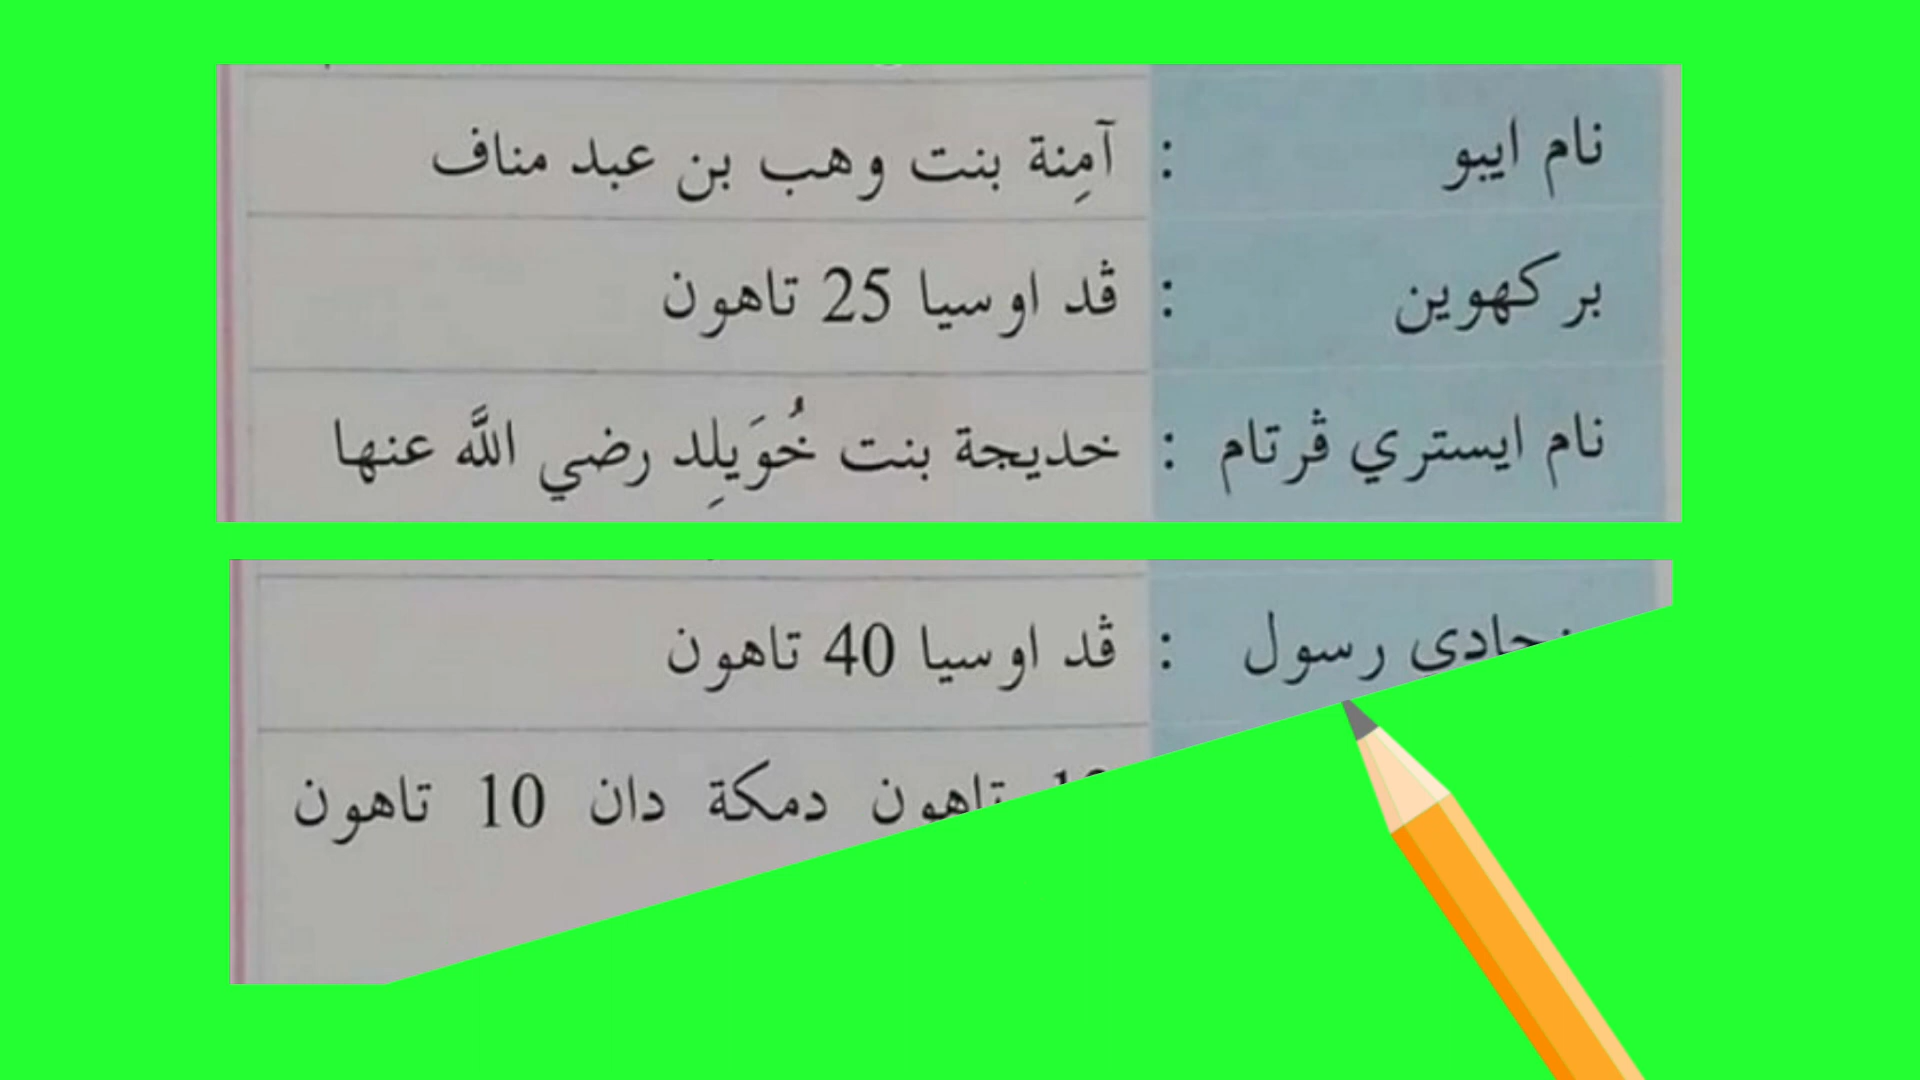 نام ايبو : آمِنة بنت وهب بن عبد مناف
بركهوين : ڤد اوسيا 25 تاهون
نام ايستري ڤرتام : خديجة بنت خُوَيلِد رضي الله عنها
رسول : ڤد اوسيا 40 تاهون
تاهون دمكة دان 10 تاهون